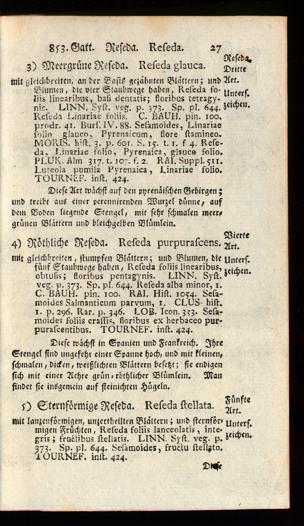 853. Gatt. Reseda. Reseda. 27
3) Meergrüne Reseda. Reseda glauca.
Reseda.
Dritte
Art.
Unters.
zeichen.
mit gleichbreiten, an der Basis gezähnten Blättern; und
Blumen, die vier Staubwege haben, Reseda fo-
liis linearibus, basi dentatis; floribus tetragy-
nis. LINN. Syst. veg. p. 373. Sp. pl. 644.
Reseda Linariae foliis. C. BAUH. pin. 100.
prodr. 41. Burs. IV. 88. Sesamoides, Linariae
folio glauco, Pyrenaicum, flore stamineo.
MORIS. hist. 3. p. 601. S. 15. t. 1. f. 4. Rese-
da, Linariae folio, Pyrenaica, glauco folio.
PLUK. Alm 317. t. 107. f. 2. RAI. Suppl. 511.
Luteola pumila Pyrenaica, Linariae folio.
TOURNEF. inst. 424.
Diese Art wächst auf den pyrenäischen Gebirgen;
und treibt aus einer perennirenden Wurzel dünne, auf
dem Boden liegende Stengel, mit sehr schmalen meer-
grünen Blättern und bleichgelben Blümlein.
4) Röthliche Reseda. Reseda purpurascens.
Vierte
Art.
Unters.
zeichen.
mit gleichbreiten, stumpfen Blättern; und Blumen, die
fünf Staubwege haben, Reseda foliis linearibus,
obtusis; floribus pentagynis. LINN. Syst.
veg. p. 373. Sp. pl. 644. Reseda alba minor, 1.
C. BAUH. pin. 100. RAI. Hist. 1054. Sesa-
moides Salmanticum parvum, 1. CLUS. hist.
1. p. 296. Rar. p. 346. LOB. Icon. 353. Sesa-
moides foliis crassis, floribus ex herbaceo pur-
purascentibus. TOURNEF. inst. 424.
Diese wächst in Spanien und Frankreich. Ihre
Stengel sind ungefehr einer Spanne hoch, und mit kleinen,
schmalen, dicken, weißlichen Blättern besetzt; sie endigen
sich mit einer Aehre grün-röthlicher Blümlein. Man
findet sie insgemein auf steinichten Hügeln.
5) Sternförmige Reseda. Reseda stellata.
Fünfte
Art.
Unters.
zeichen.
mit lanzenförmigen, unzertheilten Blättern; und sternför-
migen Früchten, Reseda foliis lanceolatis, inte-
gris; fructibus stellatis. LINN. Syst. veg. p.
373. Sp. pl. 644. Sesamoides, fructu stellato.
TOURNEF. inst. 424.
Diese